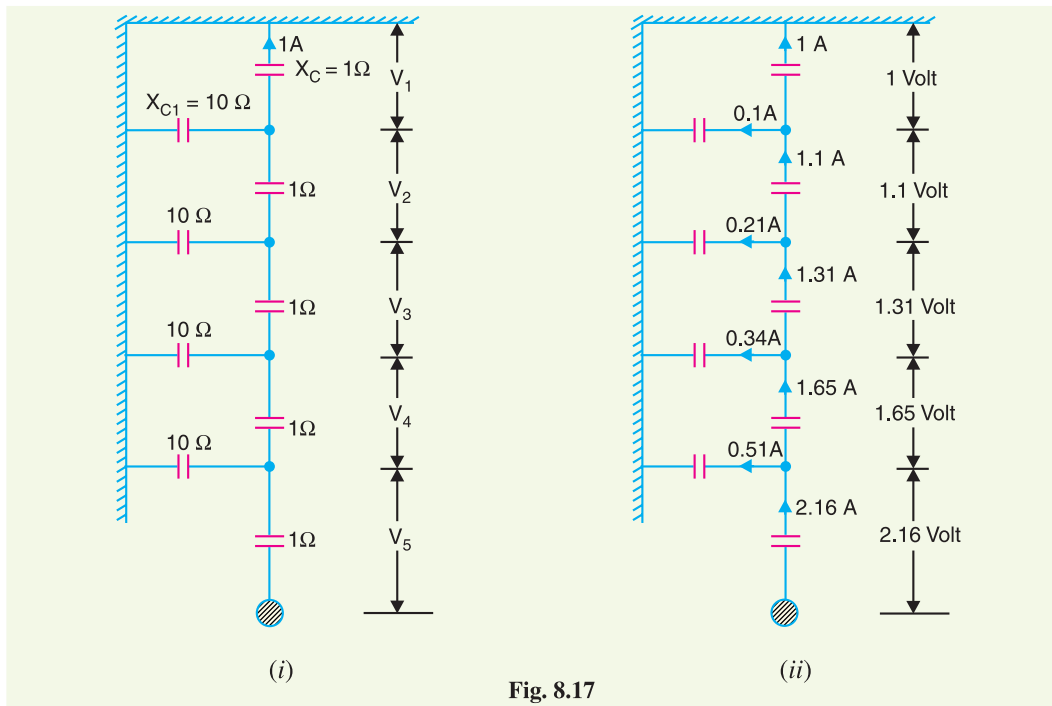 1A
X_C = 1Ω
V_1
X_C1 = 10 Ω
1Ω
V_2
10 Ω
1Ω
V_3
10 Ω
1Ω
V_4
10 Ω
1Ω
V_5
(i)
1 A
1 Volt
0.1A
1.1 A
1.1 Volt
0.21A
1.31 A
1.31 Volt
0.34A
1.65 A
1.65 Volt
0.51A
2.16 A
2.16 Volt
(ii)
Fig. 8.17